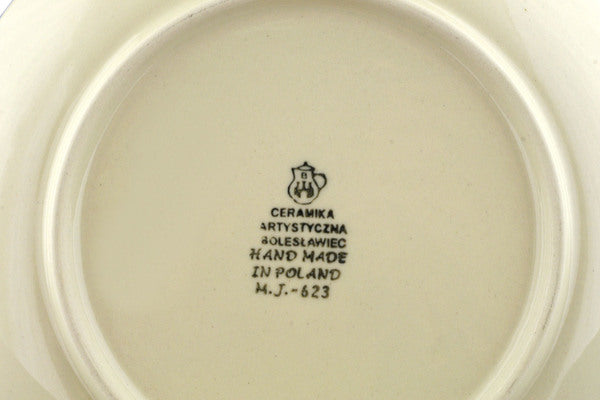 B
CERAMIKA
ARTYSTYCZNA
BOLESŁAWIEC
HAND MADE
IN POLAND
M.J.-623